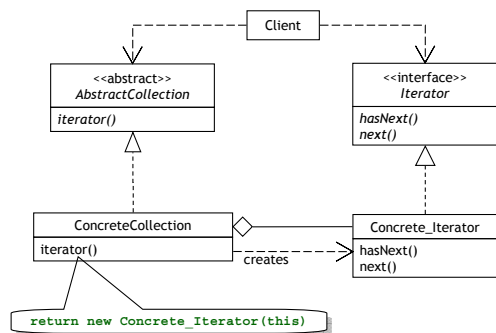 Client
<<abstract>>
AbstractCollection
iterator()
<<interface>>
Iterator
hasNext()
next()
ConcreteCollection
iterator()
creates
Concrete_Iterator
hasNext()
next()
return new Concrete_Iterator(this)